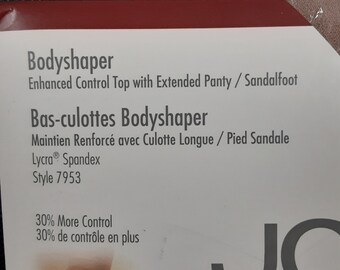 Bodyshaper
Enhanced Control Top with Extended Panty / Sandalfoot
Bas-culottes Bodyshaper
Maintien Renforcé avec Culotte Longue / Pied Sandale
Lycra® Spandex
Style 7953
30% More Control
30% de contrôle en plus